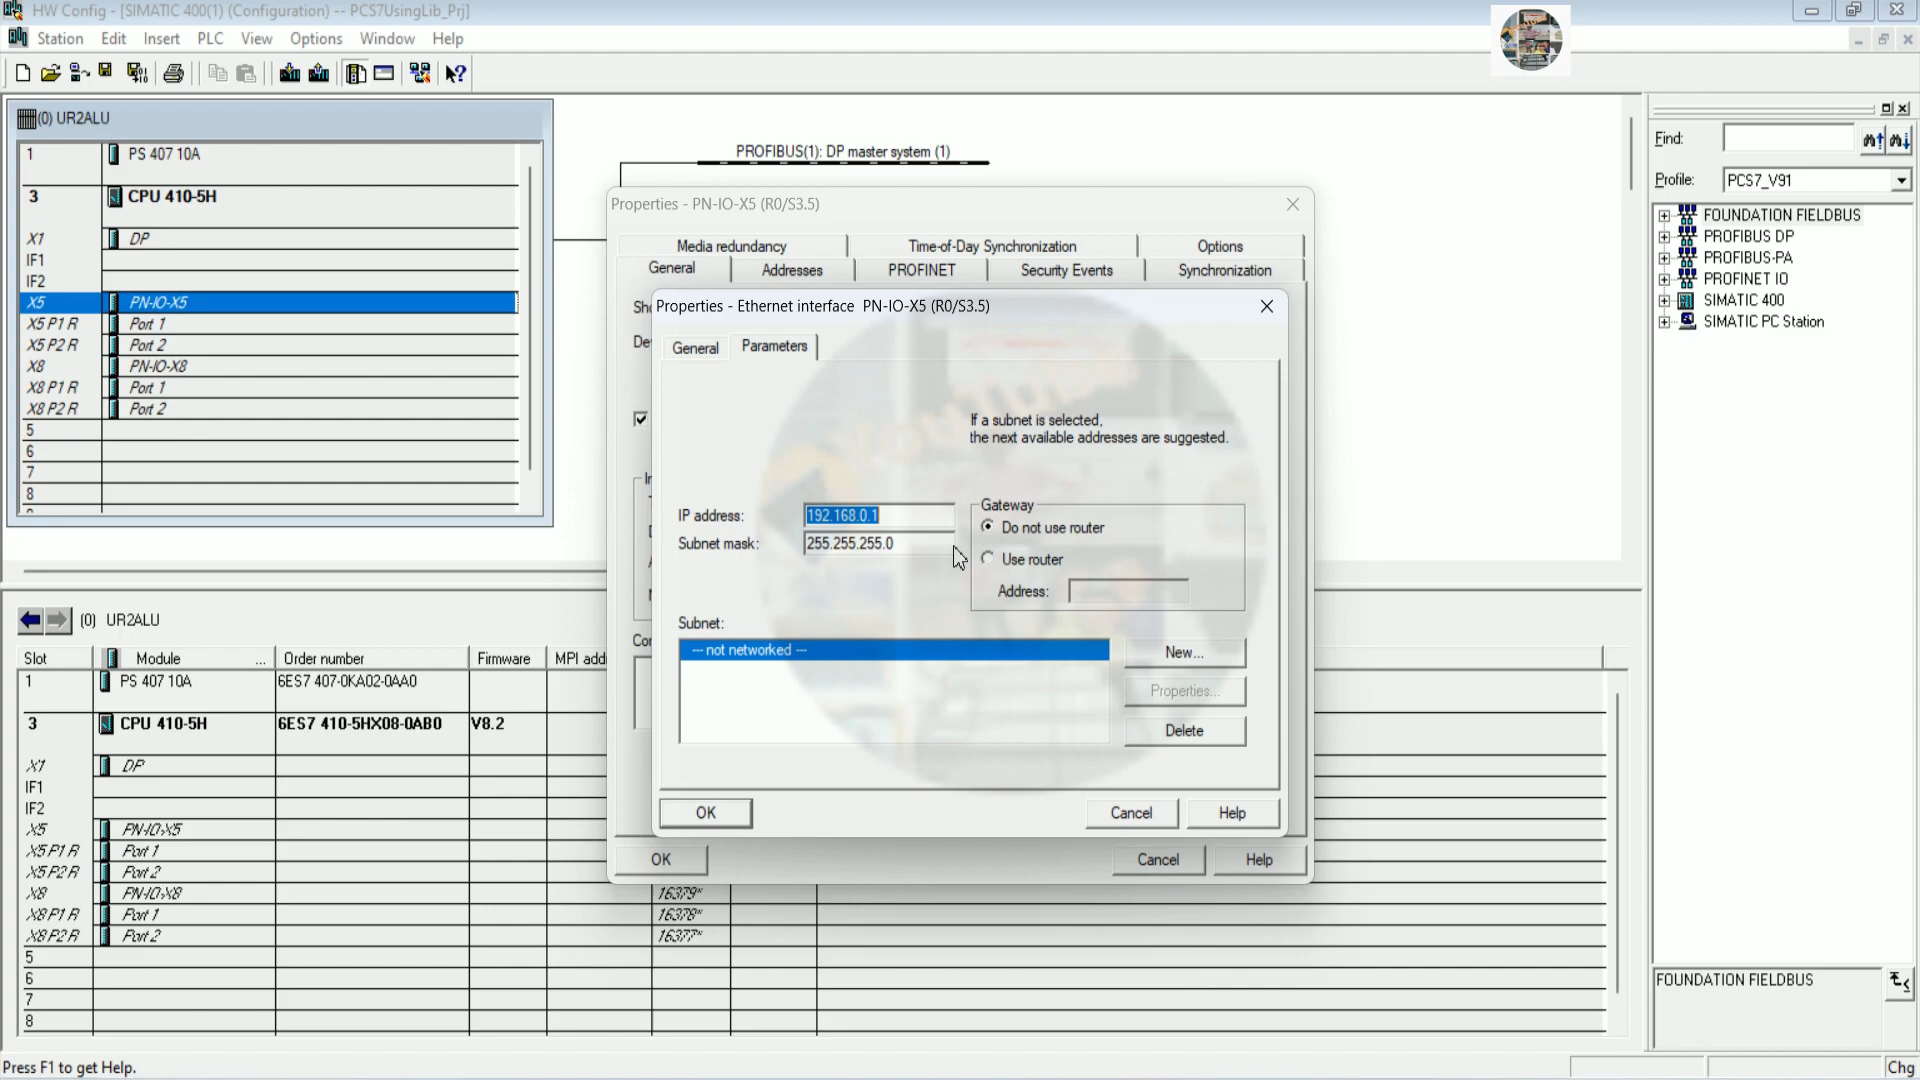 HW Config - [SIMATIC 400(1) (Configuration) -- PCS7UsingLib_Prj]
Station Edit Insert PLC View Options Window Help
(0) UR2ALU
1 PS 407 10A
3 CPU 410-5H
X1 DP
IF1
IF2
X5 PN-IO-X5
X5 P1 R Port 1
X5 P2 R Port 2
X8 PN-IO-X8
X8 P1 R Port 1
X8 P2 R Port 2
5
6
7
8
PROFIBUS(1): DP master system (1)
Properties - PN-IO-X5 (R0/S3.5)
Media redundancy Time-of-Day Synchronization Options
General Addresses PROFINET Security Events Synchronization
OK Cancel Help
Properties - Ethernet interface PN-IO-X5 (R0/S3.5)
General Parameters
If a subnet is selected,
the next available addresses are suggested.
IP address: 192.168.0.1
Subnet mask: 255.255.255.0
Gateway
Do not use router
Use router
Address:
Subnet:
--- not networked ---
New...
Properties...
Delete
OK Cancel Help
Find:
Profile: PCS7_V91
FOUNDATION FIELDBUS
PROFIBUS DP
PROFIBUS-PA
PROFINET IO
SIMATIC 400
SIMATIC PC Station
FOUNDATION FIELDBUS
(0) UR2ALU
Slot Module ... Order number Firmware MPI add
1 PS 407 10A 6ES7 407-0KA02-0AA0
3 CPU 410-5H 6ES7 410-5HX08-0AB0 V8.2
X1 DP
IF1
IF2
X5 PN-IO-X5
X5 P1 R Port 1
X5 P2 R Port 2
X8 PN-IO-X8 16379*
X8 P1 R Port 1 16378*
X8 P2 R Port 2 16377*
5
6
7
8
Press F1 to get Help.
Chg